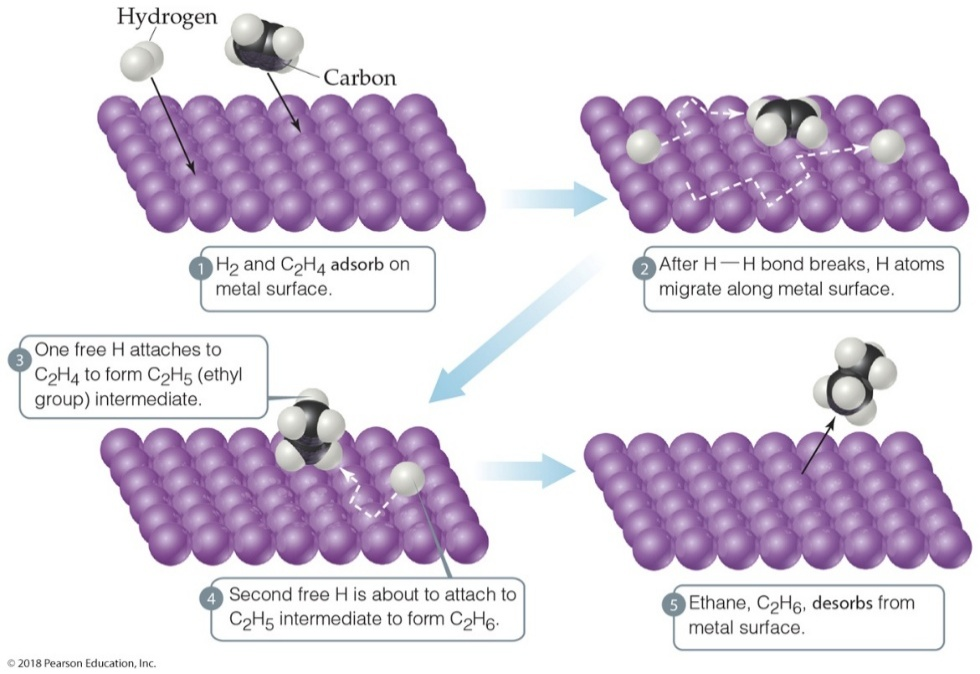 Hydrogen
Carbon
1 H₂ and C₂H₄ adsorb on
metal surface.
2 After H—H bond breaks, H atoms
migrate along metal surface.
3 One free H attaches to
C₂H₄ to form C₂H₅ (ethyl
group) intermediate.
4 Second free H is about to attach to
C₂H₅ intermediate to form C₂H₆.
5 Ethane, C₂H₆, desorbs from
metal surface.
© 2018 Pearson Education, Inc.